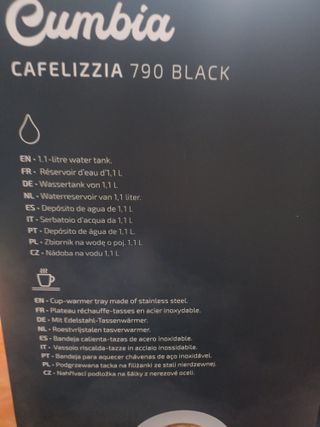 Cumbia
CAFELIZZIA 790 BLACK
EN - 1.1-litre water tank.
FR - Réservoir d'eau d'1,1 L
DE - Wassertank von 1,1 L
NL - Waterreservoir van 1,1 liter.
ES - Depósito de agua de 1,1 L
IT - Serbatoio d'acqua da 1,1 L
PT - Depósito de água de 1,1 L.
PL - Zbiornik na wodę o poj. 1,1 L
CZ - Nádoba na vodu 1,1 L
EN - Cup-warmer tray made of stainless steel.
FR - Plateau réchauffe-tasses en acier inoxydable.
DE - Mit Edelstahl-Tassenwärmer.
NL - Roestvrijstalen tasverwarmer.
ES - Bandeja calienta-tazas de acero inoxidable.
IT - Vassoio riscalda-tazze in acciaio inossidabile.
PT - Bandeja para aquecer chávenas de aço inoxidável.
PL - Podgrzewana tacka na filiżanki ze stali nierdzewnej.
CZ - Nahřívací podložka na šálky z nerezové oceli.